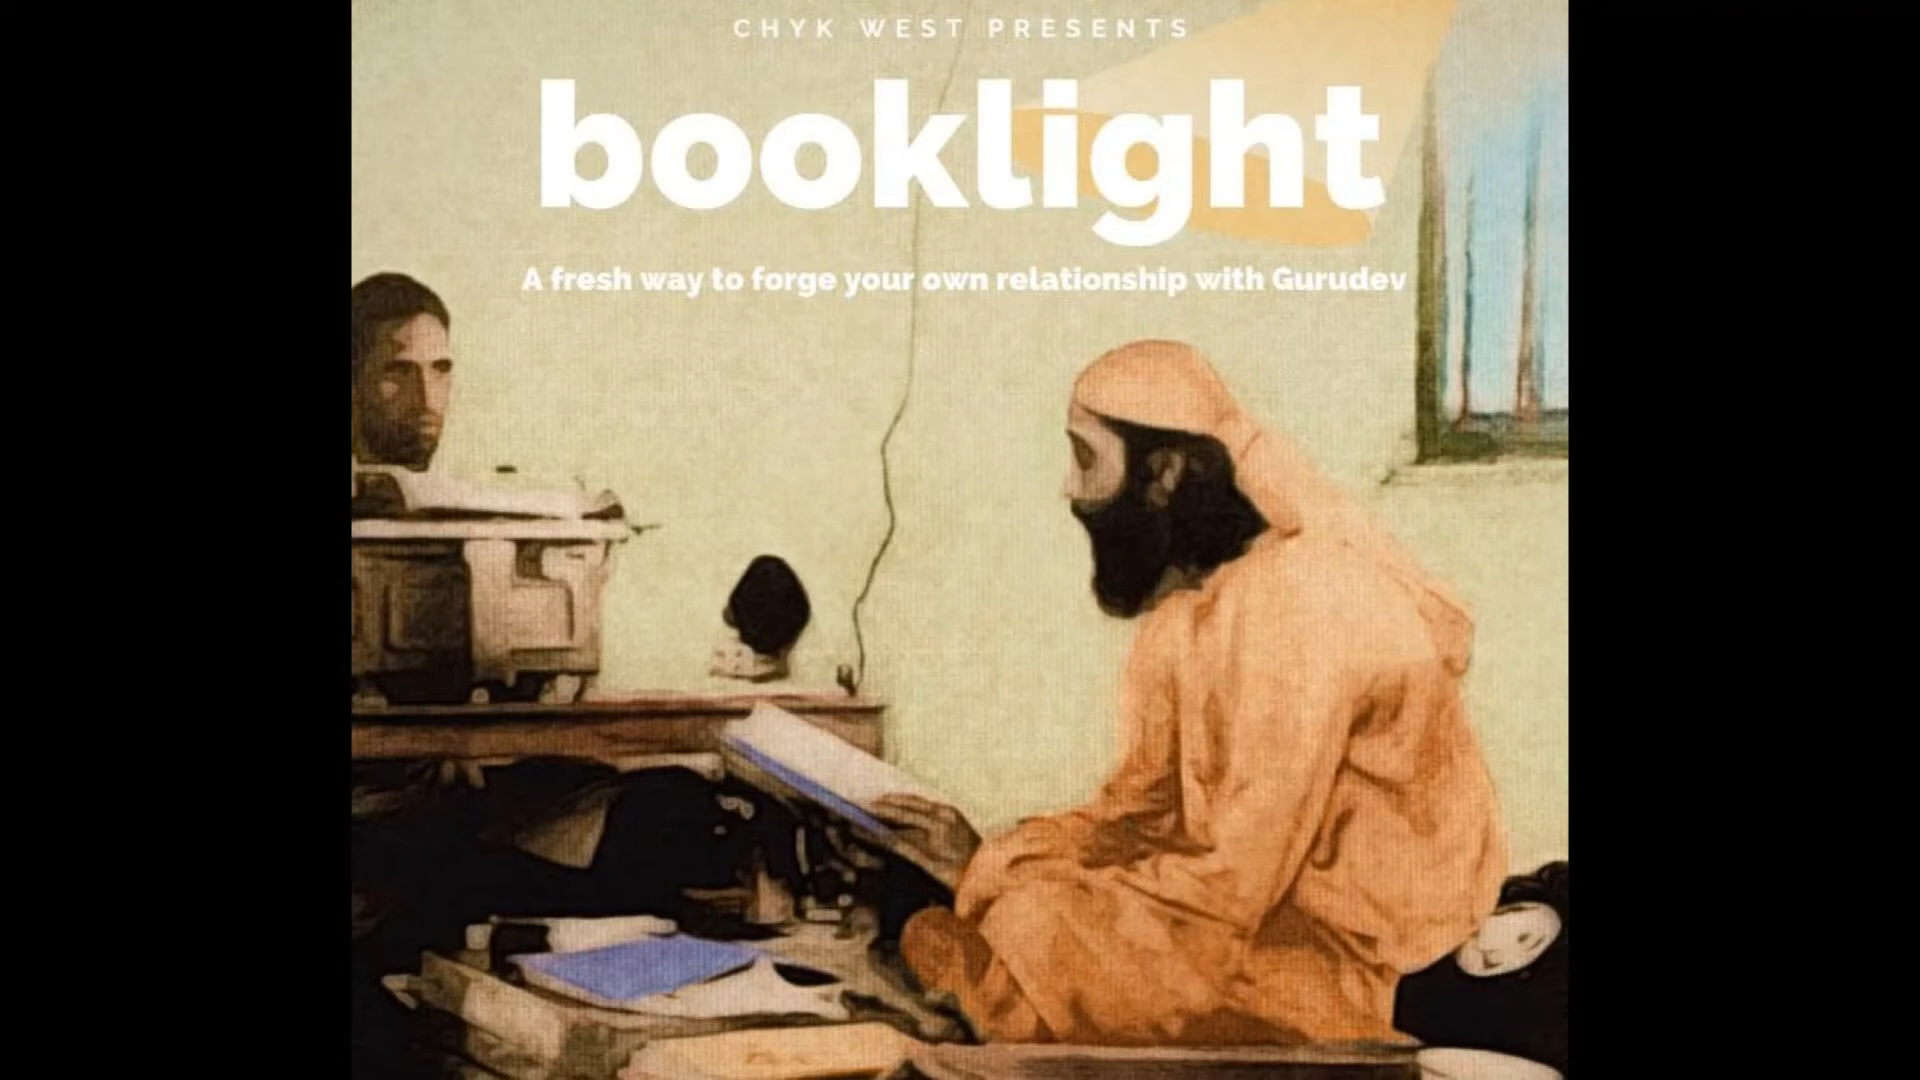 CHYK WEST PRESENTS
booklight
A fresh way to forge your own relationship with Gurudev